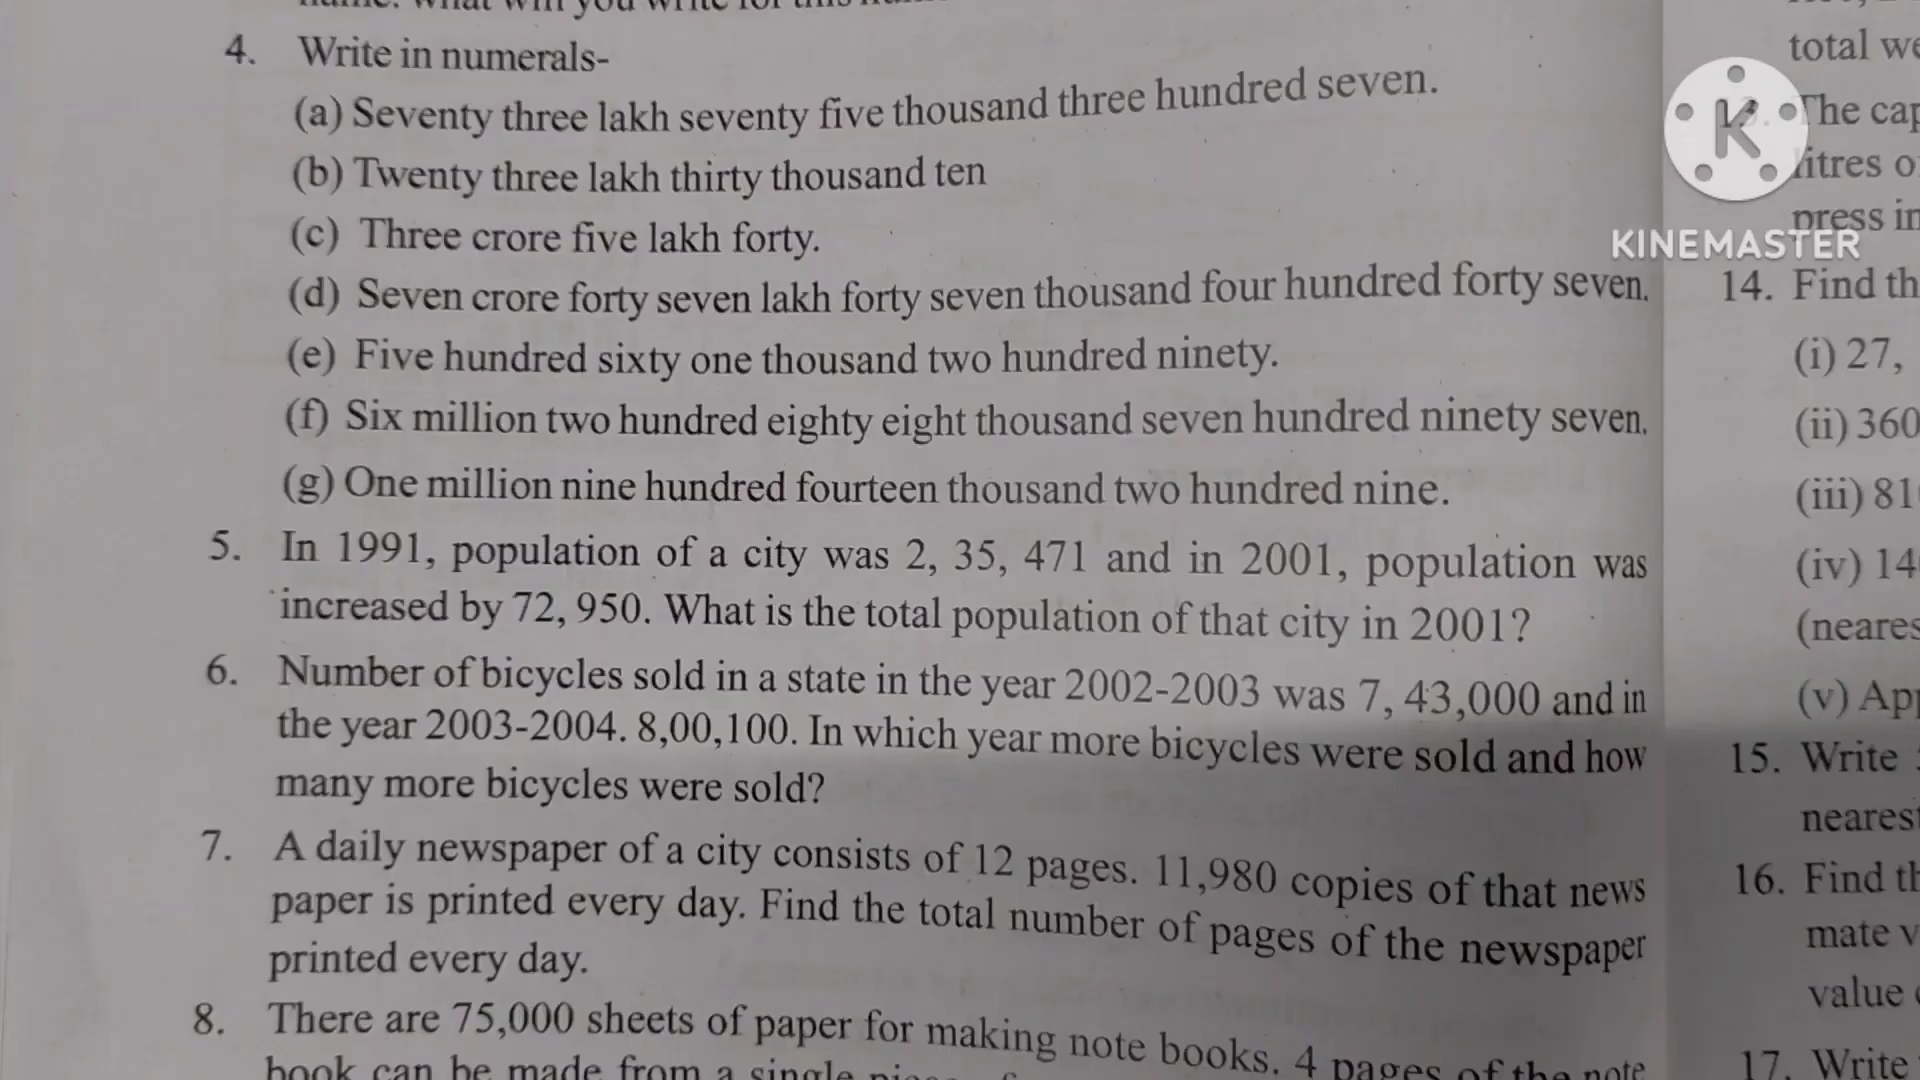 4. Write in numerals-
(a) Seventy three lakh seventy five thousand three hundred seven.
(b) Twenty three lakh thirty thousand ten
(c) Three crore five lakh forty.
(d) Seven crore forty seven lakh forty seven thousand four hundred forty seven.
(e) Five hundred sixty one thousand two hundred ninety.
(f) Six million two hundred eighty eight thousand seven hundred ninety seven.
(g) One million nine hundred fourteen thousand two hundred nine.
5. In 1991, population of a city was 2, 35, 471 and in 2001, population was
increased by 72, 950. What is the total population of that city in 2001?
6. Number of bicycles sold in a state in the year 2002-2003 was 7, 43,000 and in
the year 2003-2004. 8,00,100. In which year more bicycles were sold and how
many more bicycles were sold?
7. A daily newspaper of a city consists of 12 pages. 11,980 copies of that news
paper is printed every day. Find the total number of pages of the newspaper
printed every day.
8. There are 75,000 sheets of paper for making note books. 4 pages of the note
book can be made from a single
total
The
litres
press
K
KINEMASTER
14. Find
(i) 27,
(ii) 360
(iii) 81
(iv) 14
(v)
15. Write
16. Find
mate
value
17. Write